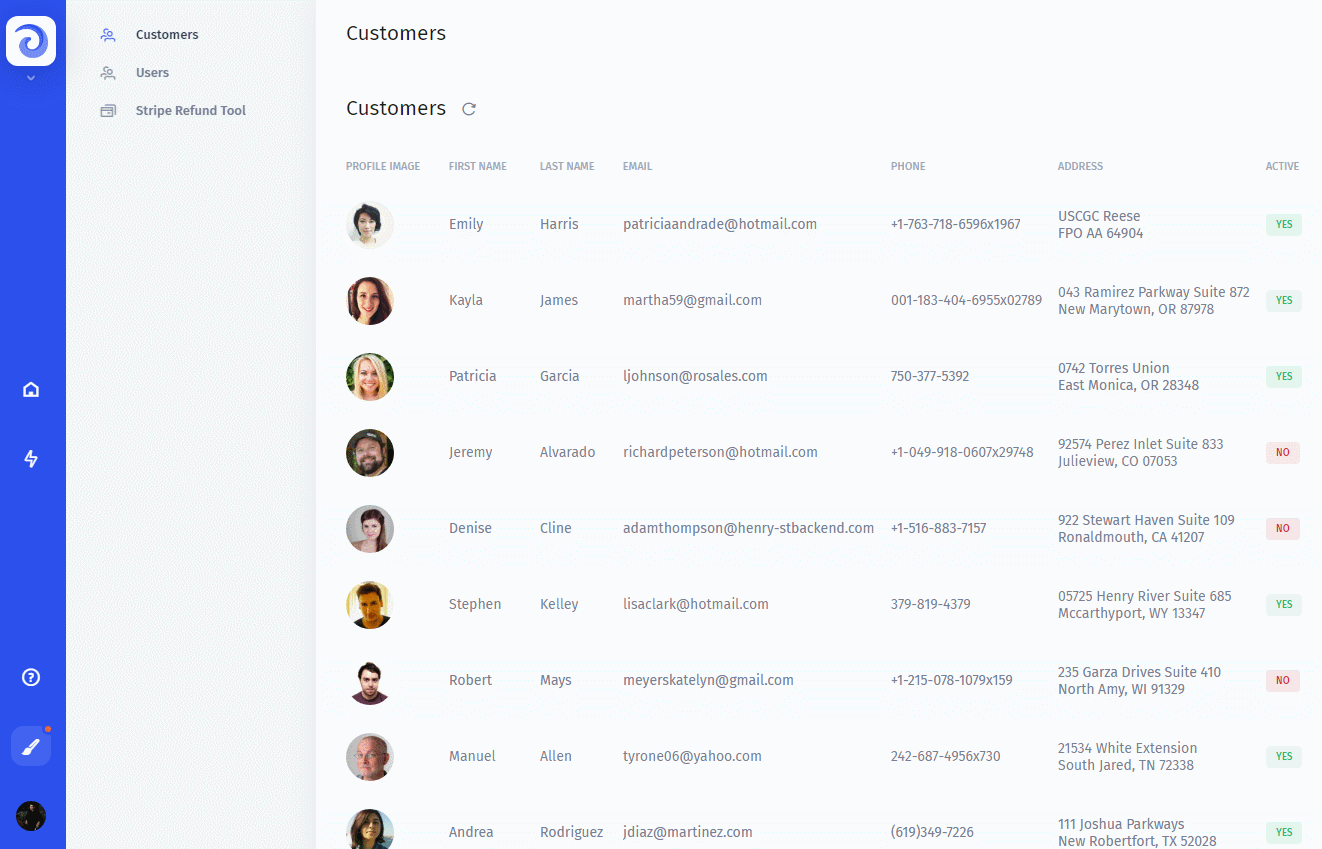 Customers
Users
Stripe Refund Tool
Customers
Customers
PROFILE IMAGE FIRST NAME LAST NAME EMAIL PHONE ADDRESS ACTIVE
Emily Harris patriciaandrade@hotmail.com +1-763-718-6596x1967 USCGC Reese
FPO AA 64904 YES
Kayla James martha59@gmail.com 001-183-404-6955x02789 043 Ramirez Parkway Suite 872
New Marytown, OR 87978 YES
Patricia Garcia ljohnson@rosales.com 750-377-5392 0742 Torres Union
East Monica, OR 28348 YES
Jeremy Alvarado richardpeterson@hotmail.com +1-049-918-0607x29748 92574 Perez Inlet Suite 833
Julieview, CO 07053 NO
Denise Cline adamthompson@henry-stbackend.com +1-516-883-7157 922 Stewart Haven Suite 109
Ronaldmouth, CA 41207 NO
Stephen Kelley lisaclark@hotmail.com 379-819-4379 05725 Henry River Suite 685
Mccarthyport, WY 13347 YES
Robert Mays meyerskatelyn@gmail.com +1-215-078-1079x159 235 Garza Drives Suite 410
North Amy, WI 91329 NO
Manuel Allen tyrone06@yahoo.com 242-687-4956x730 21534 White Extension
South Jared, TN 72338 YES
Andrea Rodriguez jdiaz@martinez.com (619)349-7226 111 Joshua Parkways
New Robertfort, TX 52028 YES